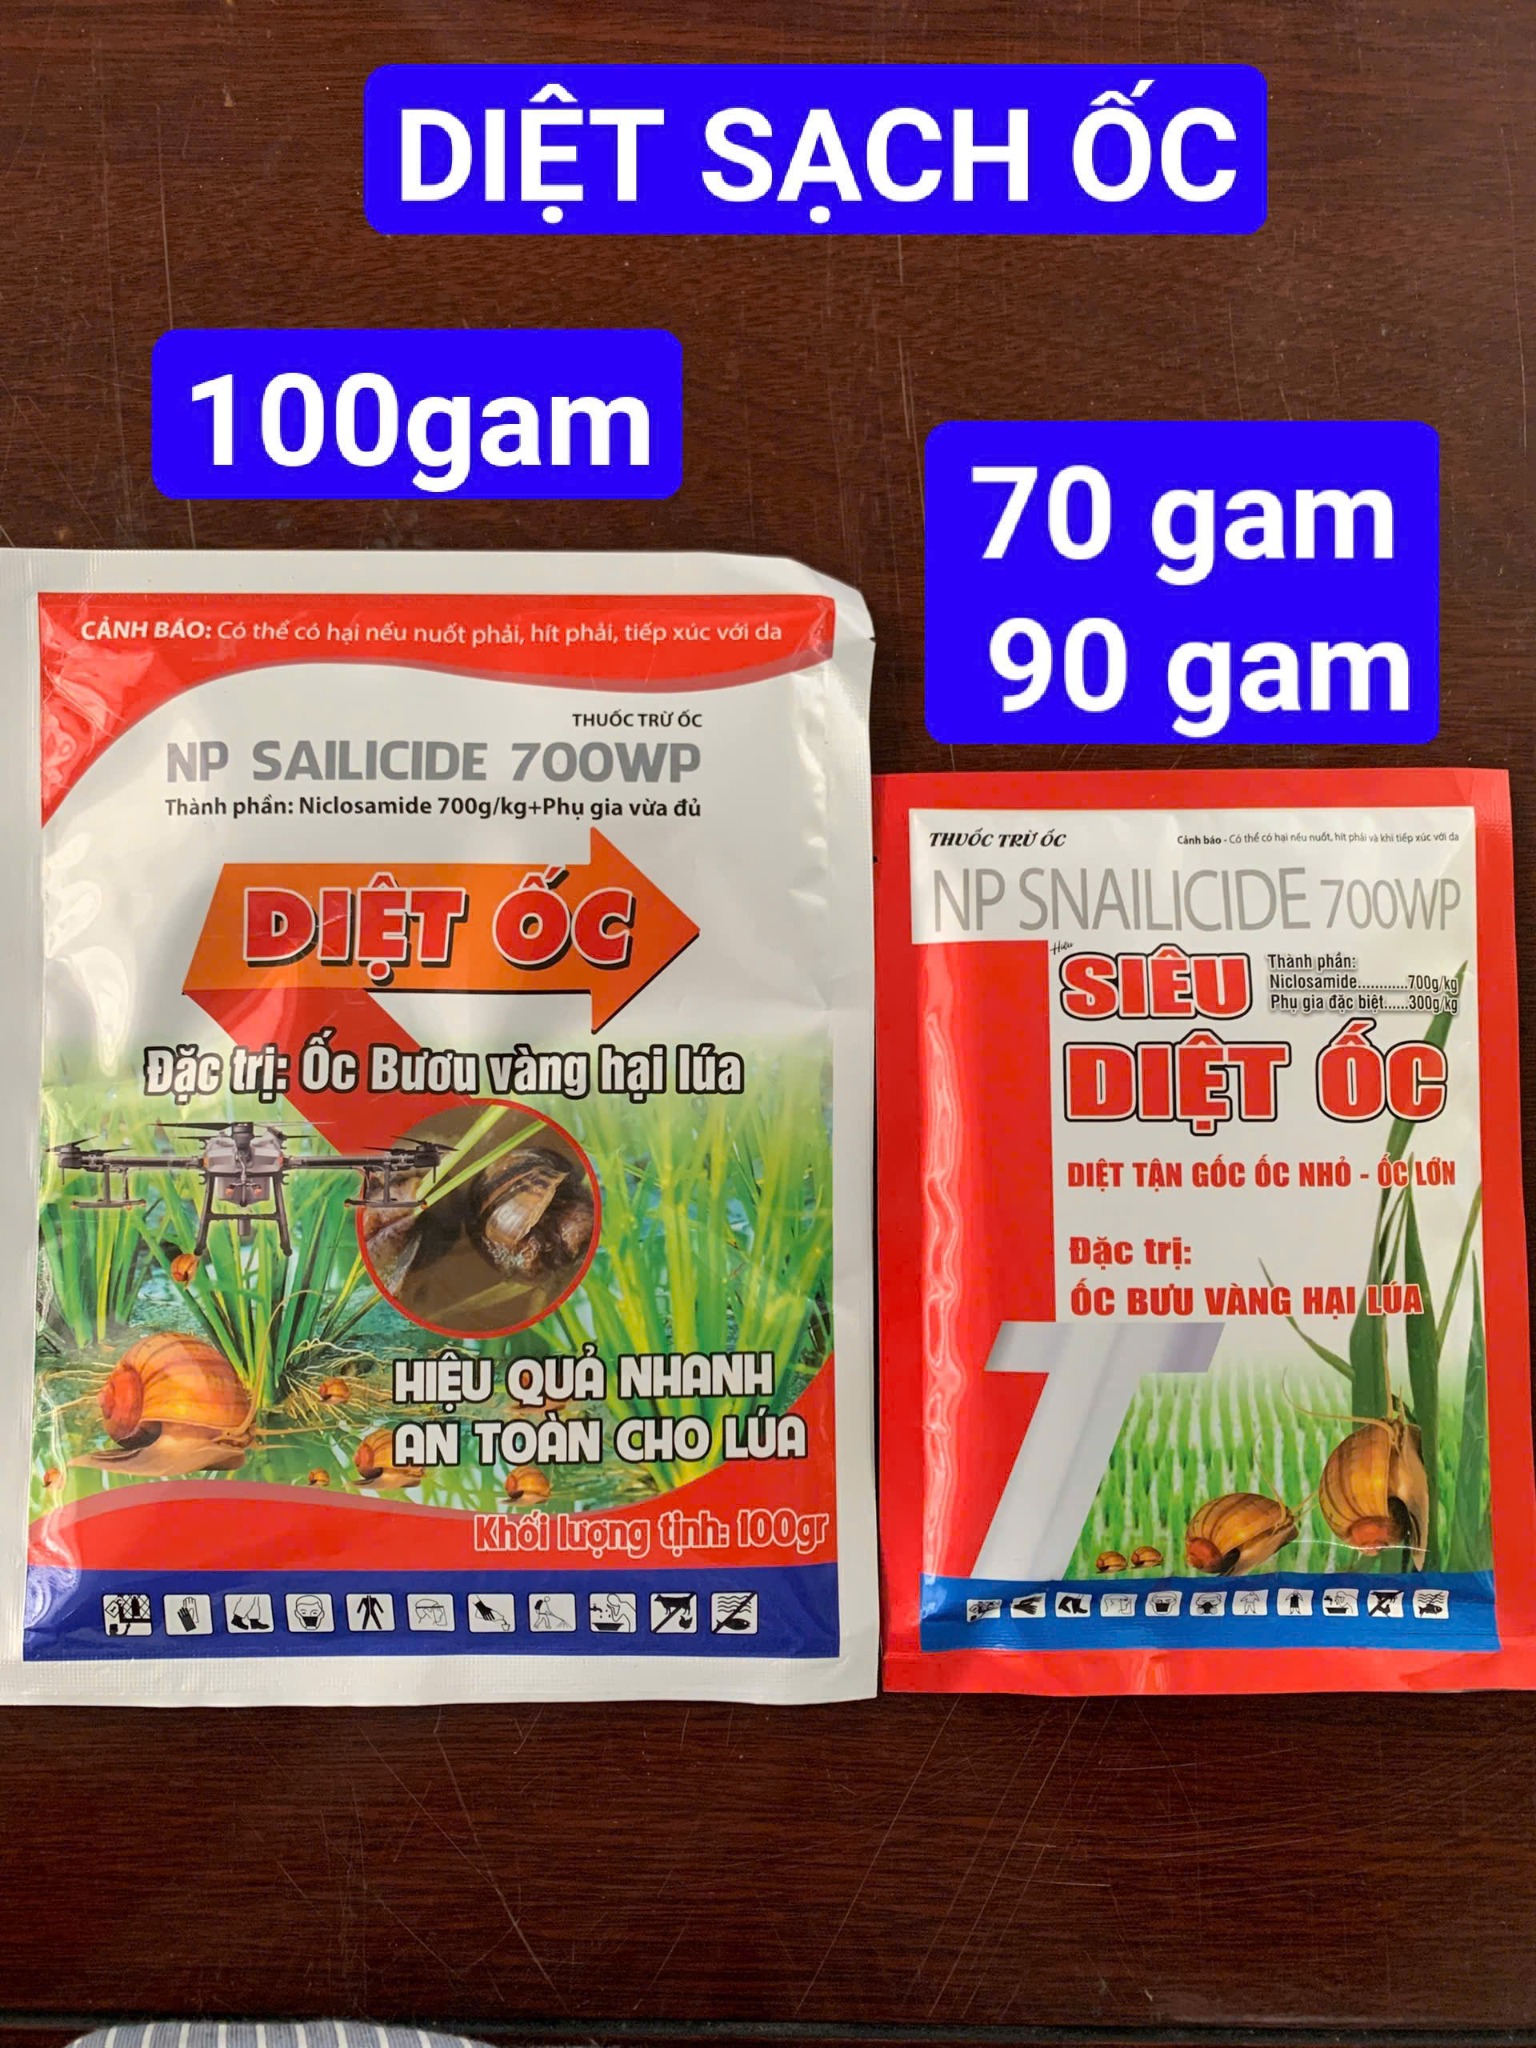 DIỆT SẠCH ỐC
100gam
70 gam
90 gam
CẢNH BÁO: Có thể có hại nếu nuốt phải, hít phải, tiếp xúc với da
THUỐC TRỪ ỐC
NP SAILICIDE 700WP
Thành phần: Niclosamide 700g/kg+Phụ gia vừa đủ
DIỆT ỐC
Đặc trị: Ốc Bươu vàng hại lúa
HIỆU QUẢ NHANH
AN TOÀN CHO LÚA
Khối lượng tịnh: 100gr
THUỐC TRỪ ỐC
Cảnh báo - Có thể có hại nếu nuốt, hít phải và khi tiếp xúc với da
NP SNAILICIDE 700WP
Hiệu
SIÊU
DIỆT ỐC
Thành phần:
Niclosamide............700g/kg
Phụ gia đặc biệt......300g/kg
DIỆT TẬN GỐC ỐC NHỎ - ỐC LỚN
Đặc trị:
ỐC BƯU VÀNG HẠI LÚA
T